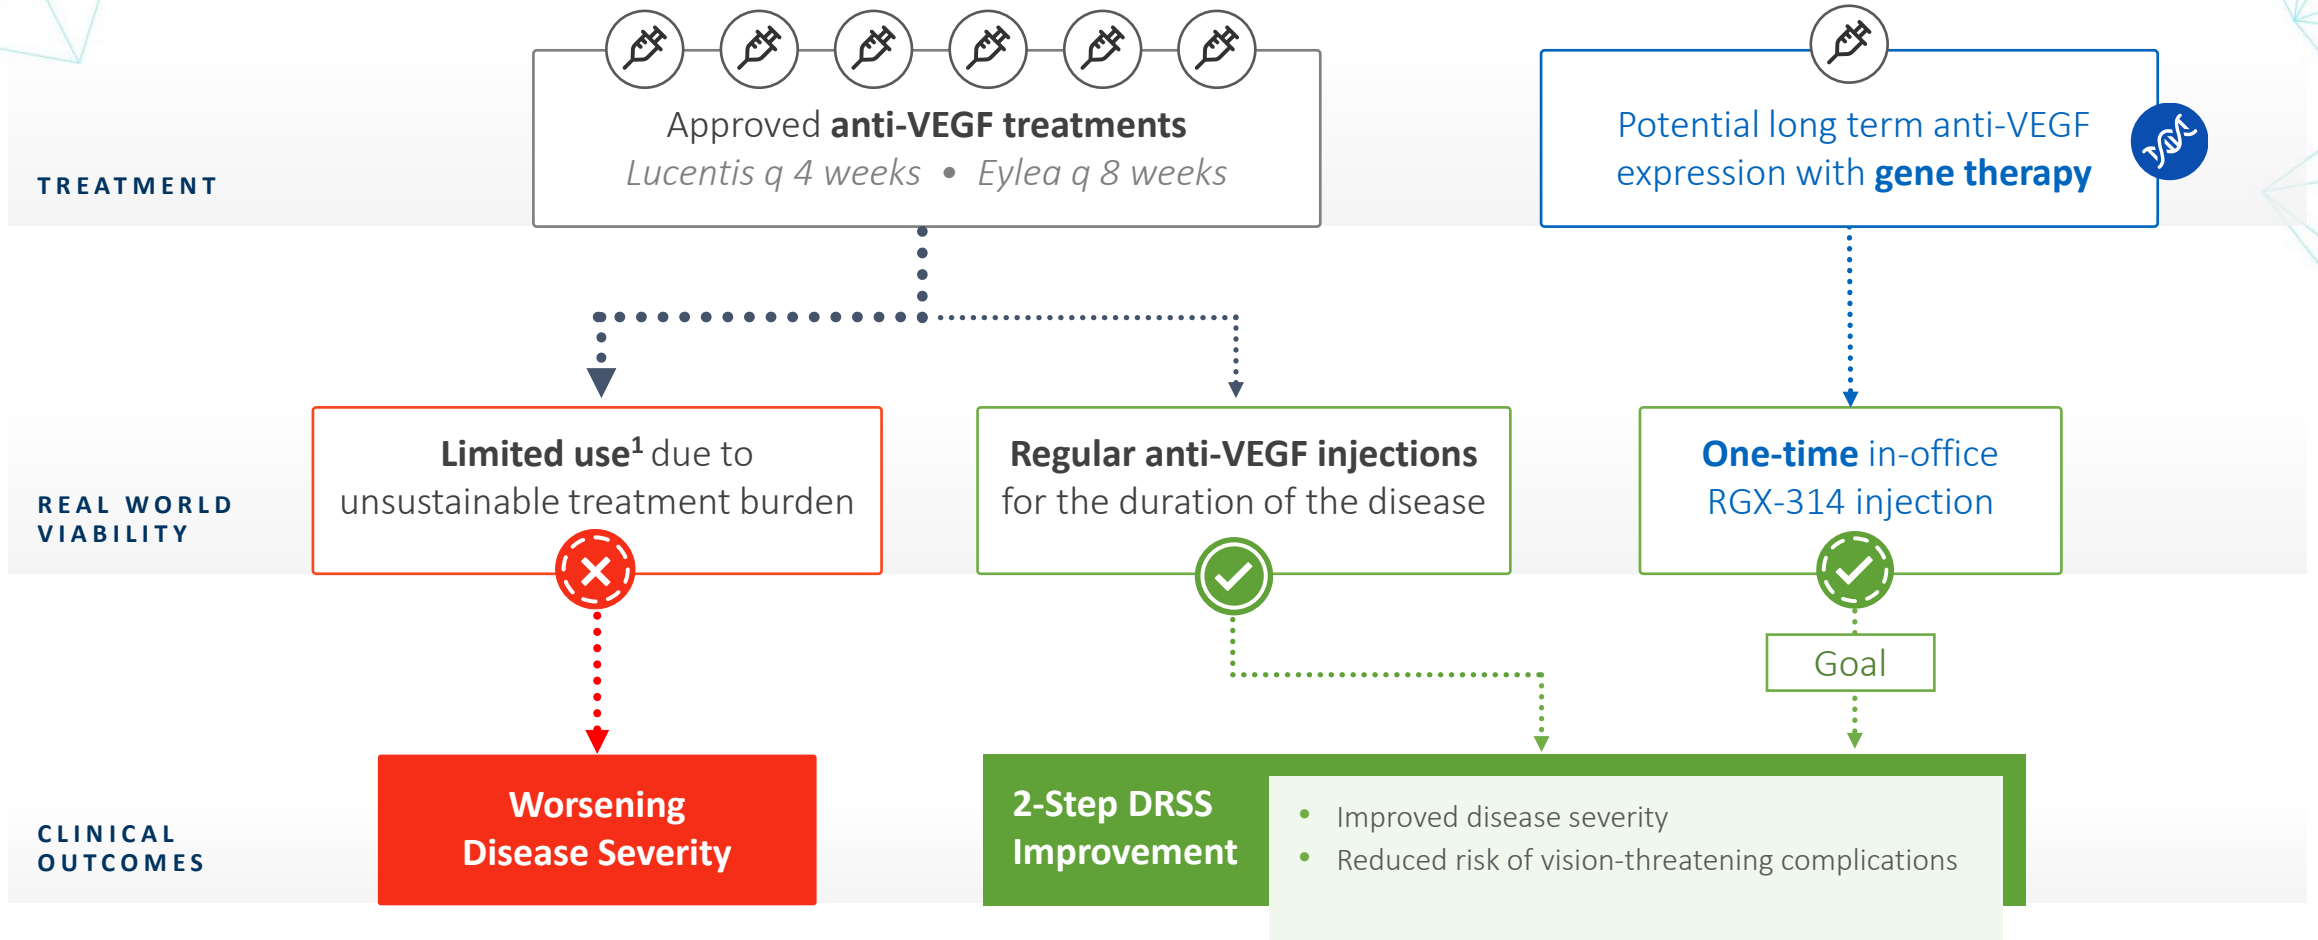 TREATMENT
Approved anti-VEGF treatments
Lucentis q 4 weeks • Eylea q 8 weeks
Potential long term anti-VEGF
expression with gene therapy
REAL WORLD
VIABILITY
Limited use1 due to
unsustainable treatment burden
Regular anti-VEGF injections
for the duration of the disease
One-time in-office
RGX-314 injection
Goal
CLINICAL
OUTCOMES
Worsening
Disease Severity
2-Step DRSS
Improvement
• Improved disease severity
• Reduced risk of vision-threatening complications